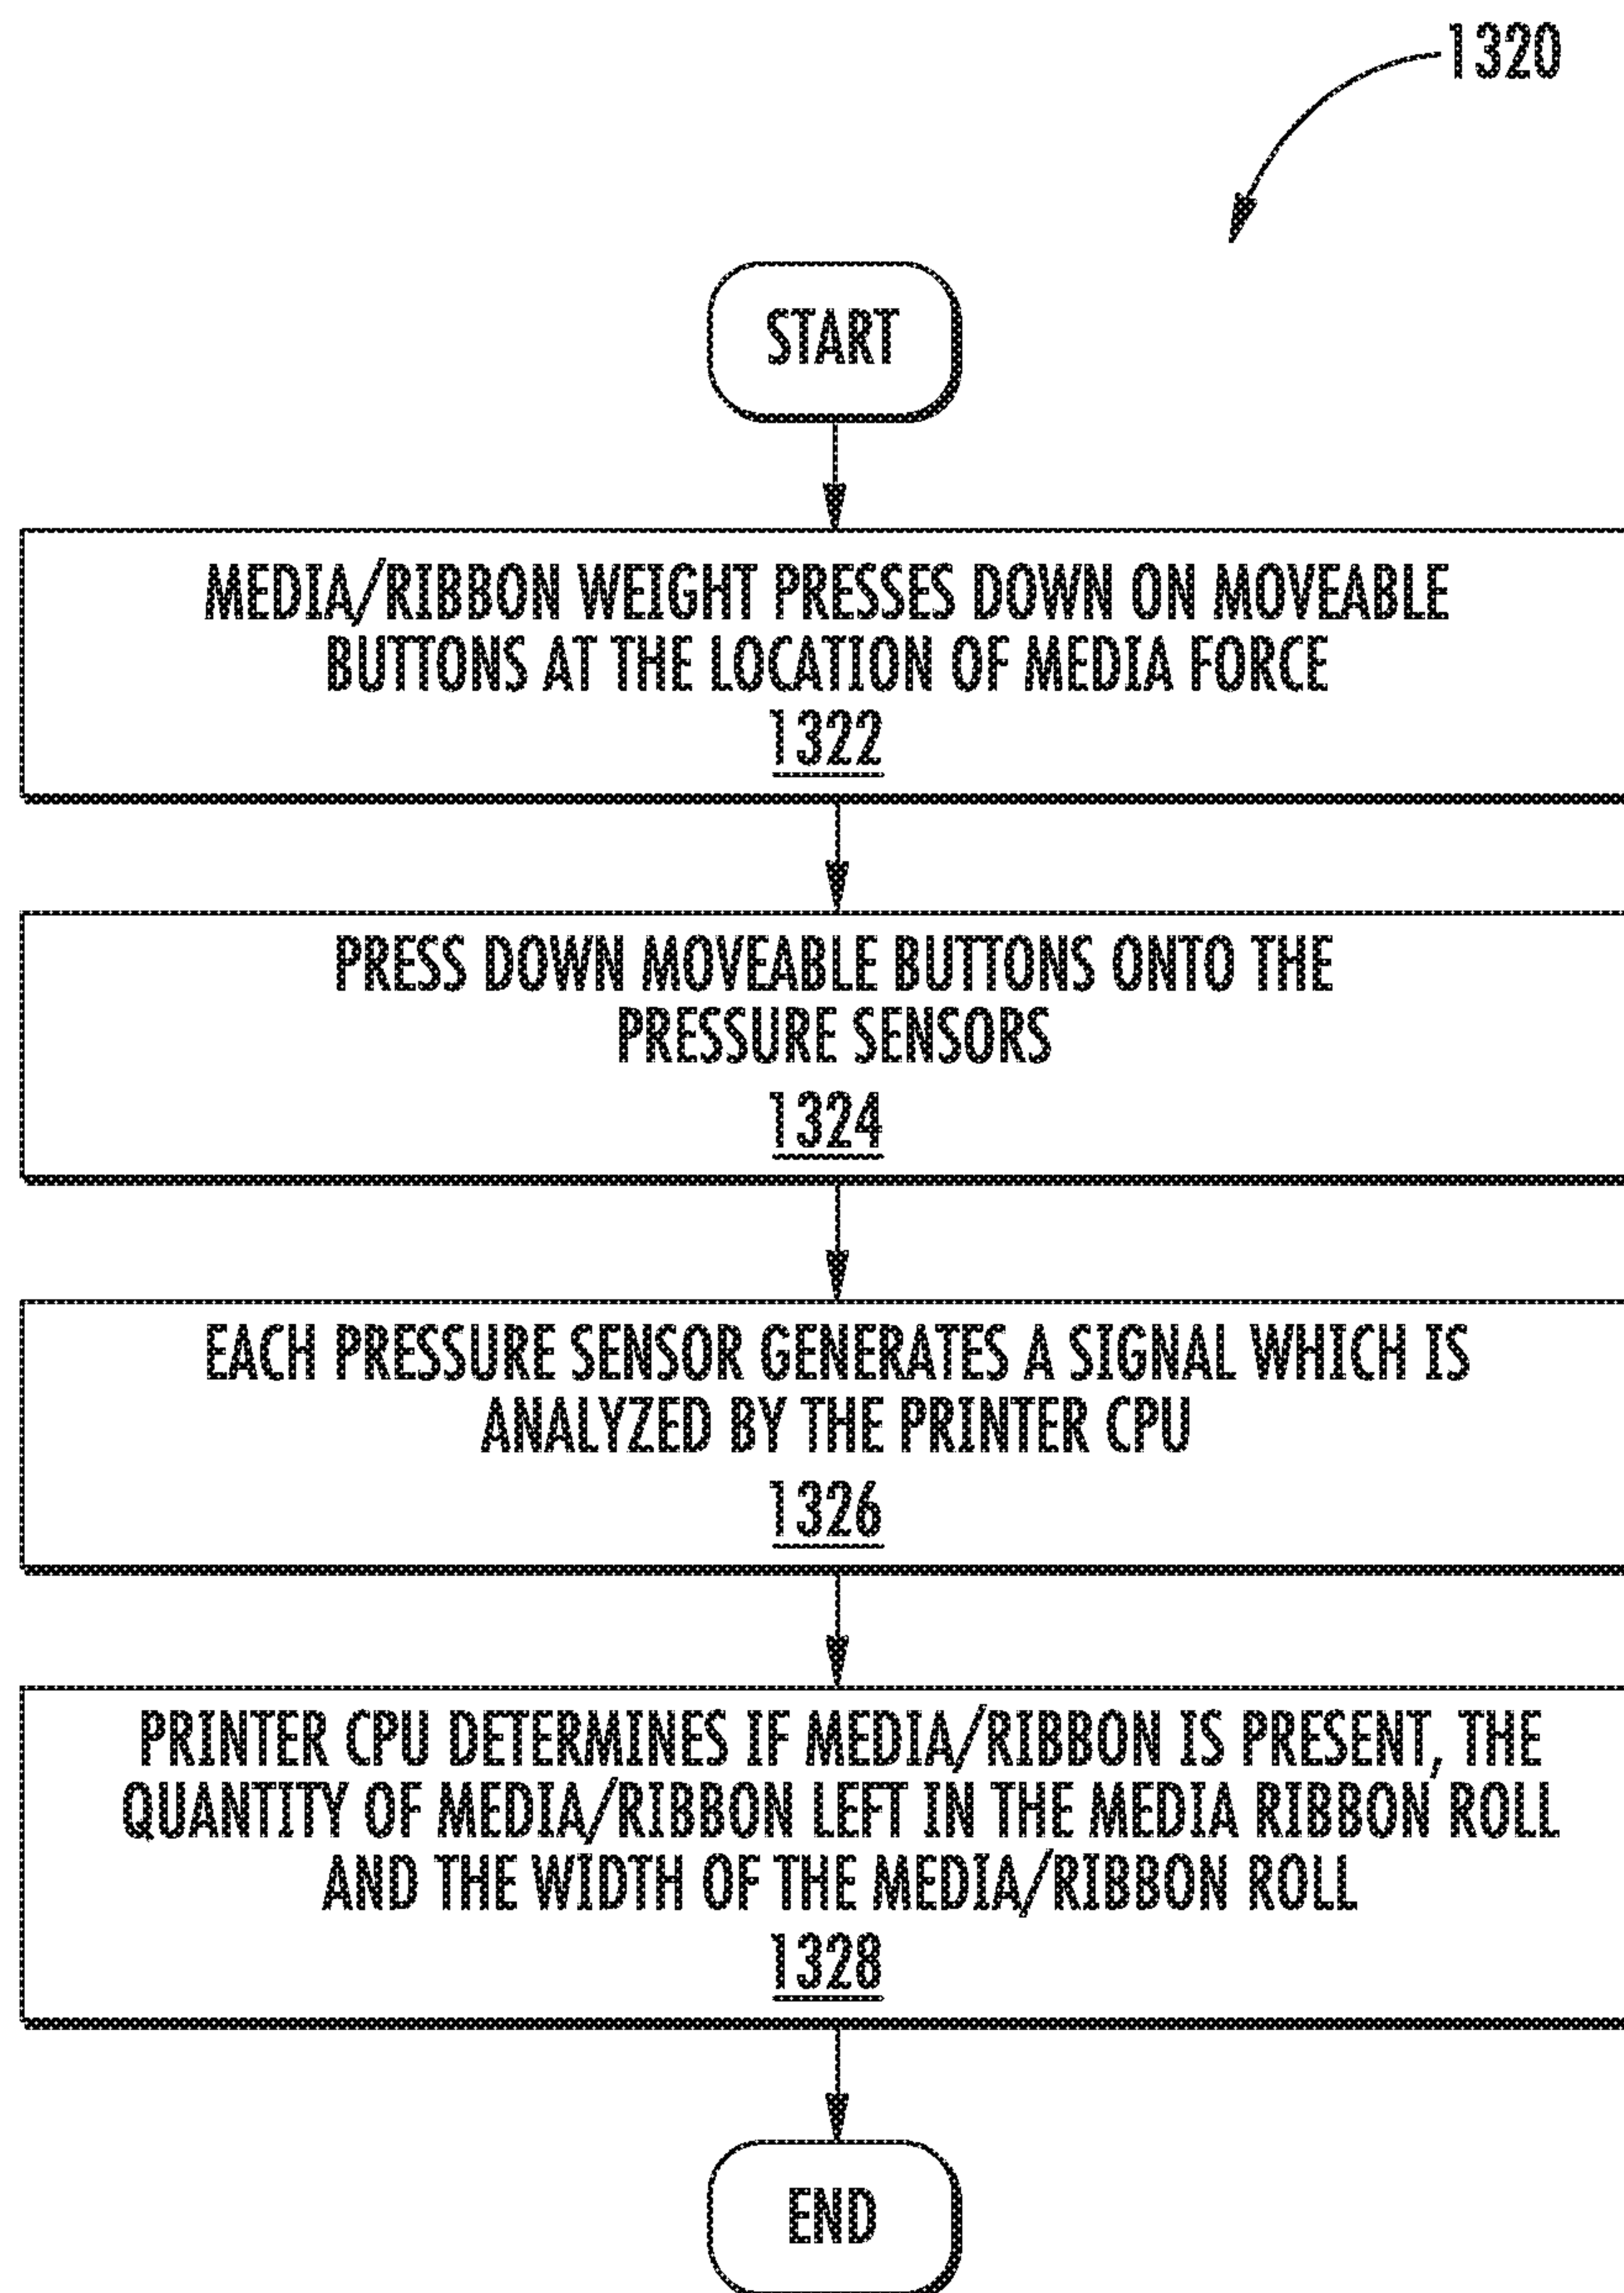 1320
START
MEDIA/RIBBON WEIGHT PRESSES DOWN ON MOVEABLE
BUTTONS AT THE LOCATION OF MEDIA FORCE
1322
PRESS DOWN MOVEABLE BUTTONS ONTO THE
PRESSURE SENSORS
1324
EACH PRESSURE SENSOR GENERATES A SIGNAL WHICH IS
ANALYZED BY THE PRINTER CPU
1326
PRINTER CPU DETERMINES IF MEDIA/RIBBON IS PRESENT, THE
QUANTITY OF MEDIA/RIBBON LEFT IN THE MEDIA RIBBON ROLL
AND THE WIDTH OF THE MEDIA/RIBBON ROLL
1328
END